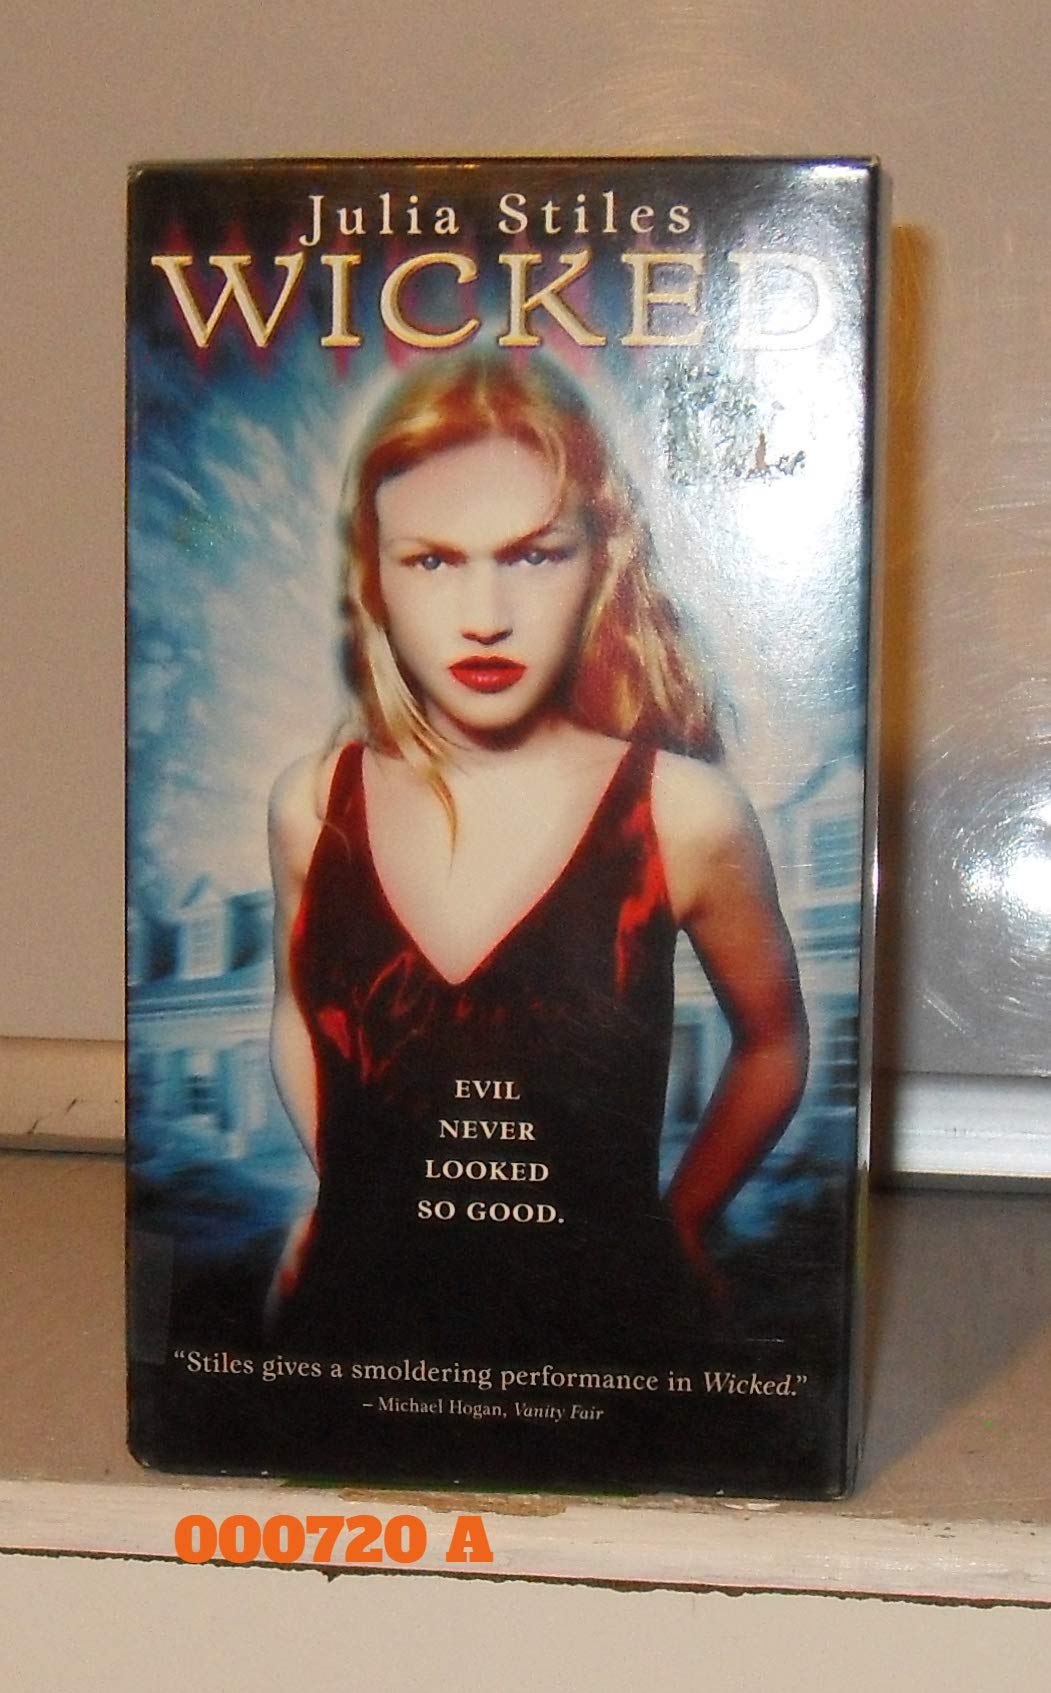 Julia Stiles
WICKED
EVIL
NEVER
LOOKED
SO GOOD.
“Stiles gives a smoldering performance in Wicked.”
– Michael Hogan, Vanity Fair
000720 A